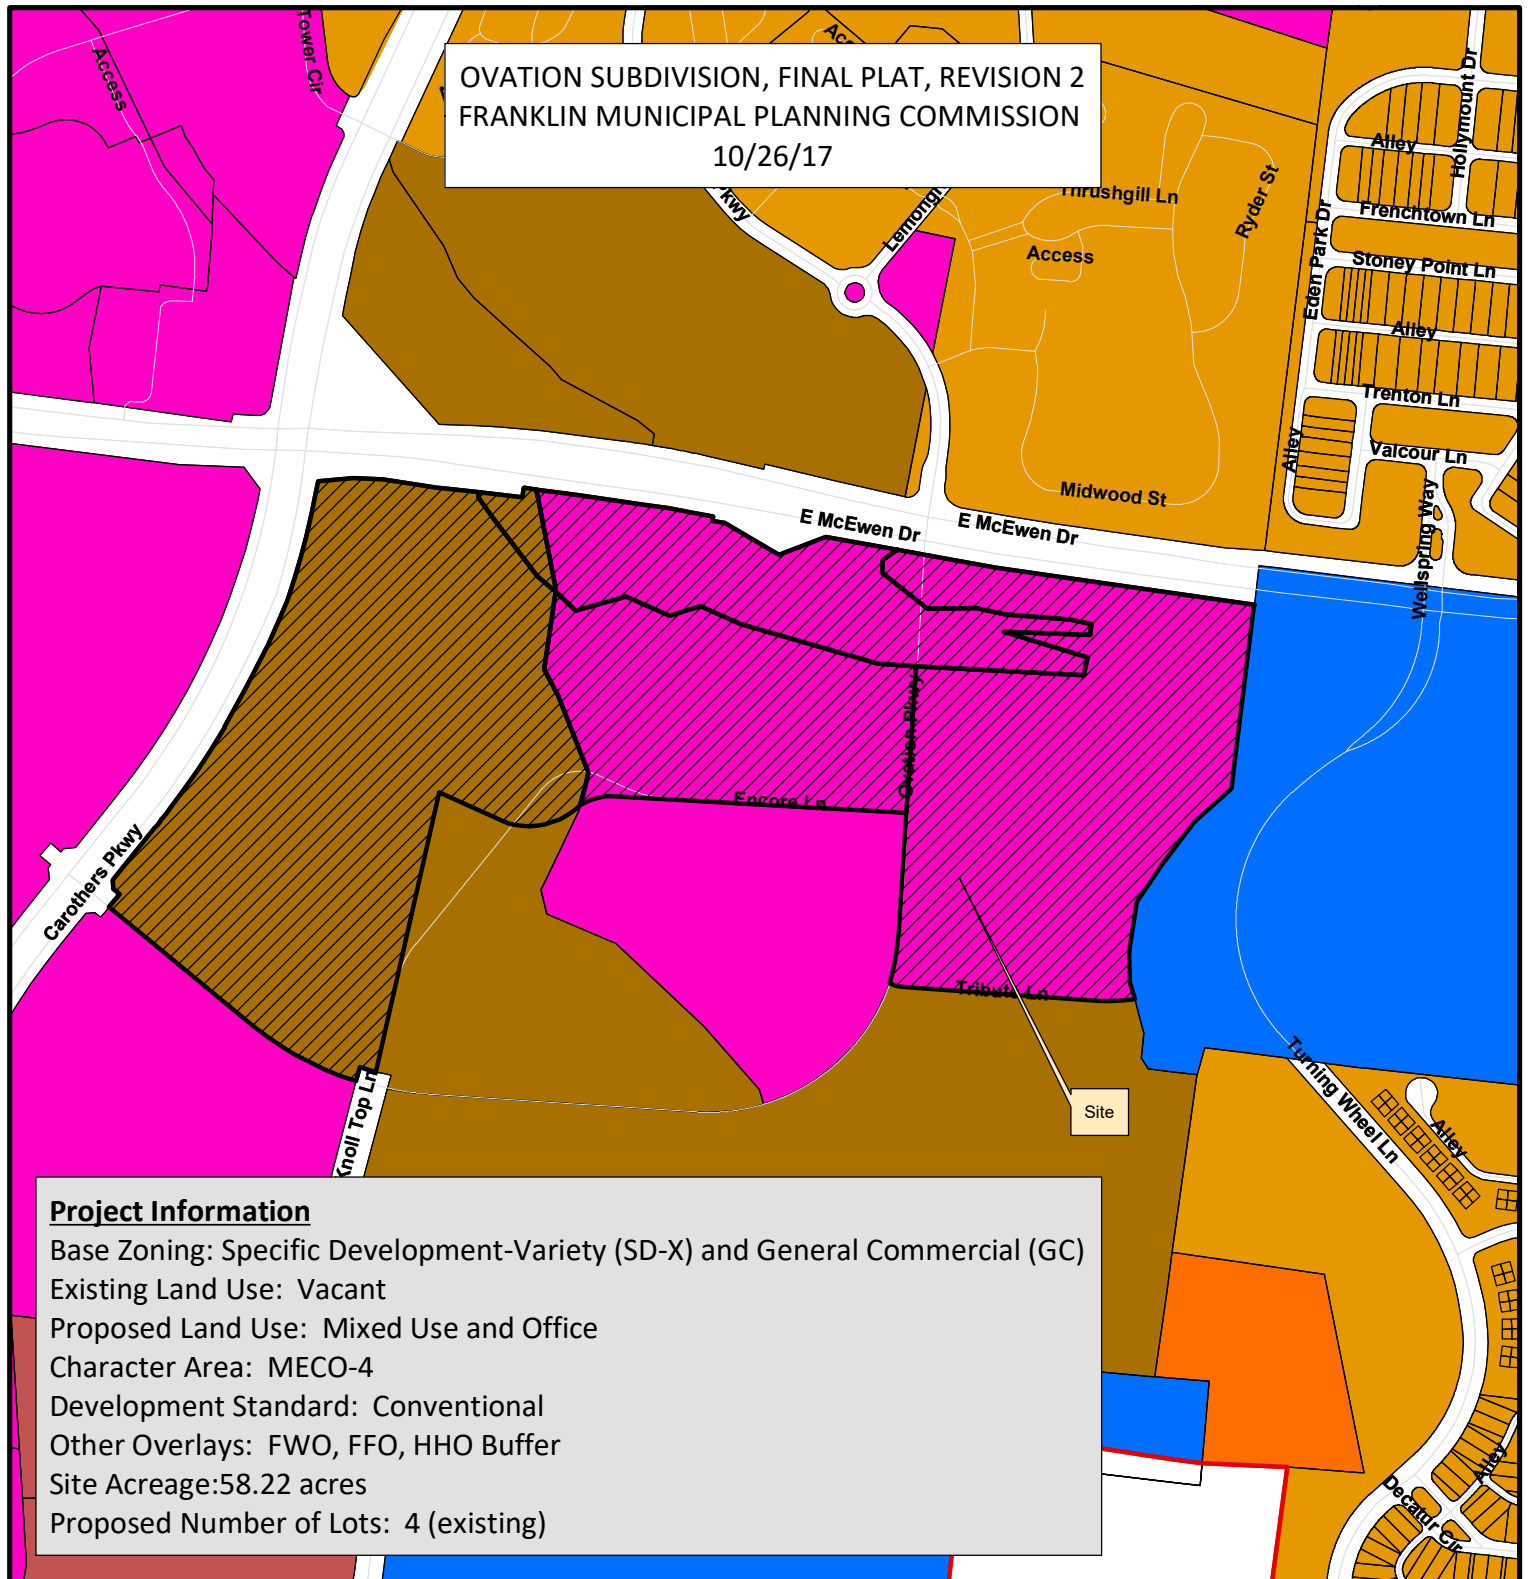 OVATION SUBDIVISION, FINAL PLAT, REVISION 2
FRANKLIN MUNICIPAL PLANNING COMMISSION
10/26/17
Tower Cir
Access
Pkwy
Thrushgill Ln
Ryder St
Access
Midwood St
Hollymount Dr
Alley
Frenchtown Ln
Stoney Point Ln
Eden Park Dr
Alley
Trenton Ln
Alley
Valcour Ln
Wellspring Way
E McEwen Dr
E McEwen Dr
Ovation Pkwy
Encore Ln
Carothers Pkwy
Tribute Ln
Site
Knoll Top Ln
Turning Wheel Ln
Alley
Alley
Decatur Cir
Project Information
Base Zoning: Specific Development-Variety (SD-X) and General Commercial (GC)
Existing Land Use: Vacant
Proposed Land Use: Mixed Use and Office
Character Area: MECO-4
Development Standard: Conventional
Other Overlays: FWO, FFO, HHO Buffer
Site Acreage:58.22 acres
Proposed Number of Lots: 4 (existing)